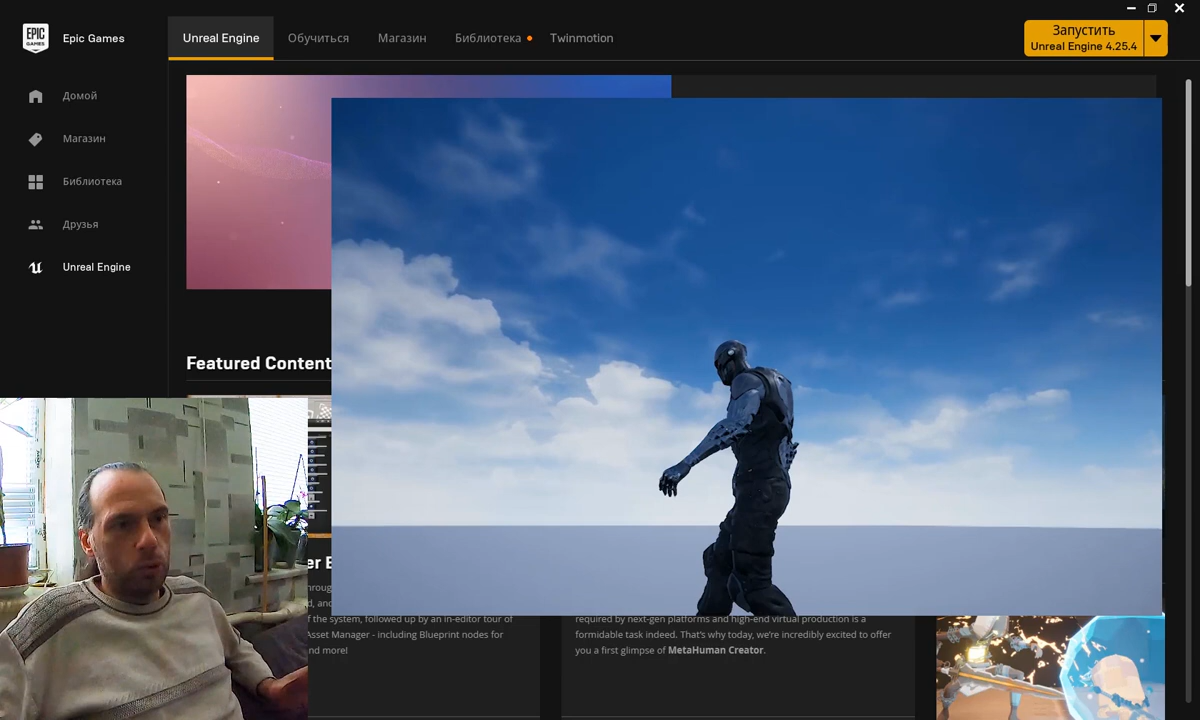 EPIC GAMES
Epic Games
Unreal Engine
Обучиться
Магазин
Библиотека
Twinmotion
Запустить
Unreal Engine 4.25.4
Домой
Магазин
Библиотека
Друзья
Unreal Engine
Featured Content
f the system, followed up by an in-editor tour of
Asset Manager - including Blueprint nodes for
nd more!
required by next-gen platforms and high-end virtual production is a
formidable task indeed. That's why today, we're incredibly excited to offer
you a first glimpse of MetaHuman Creator.